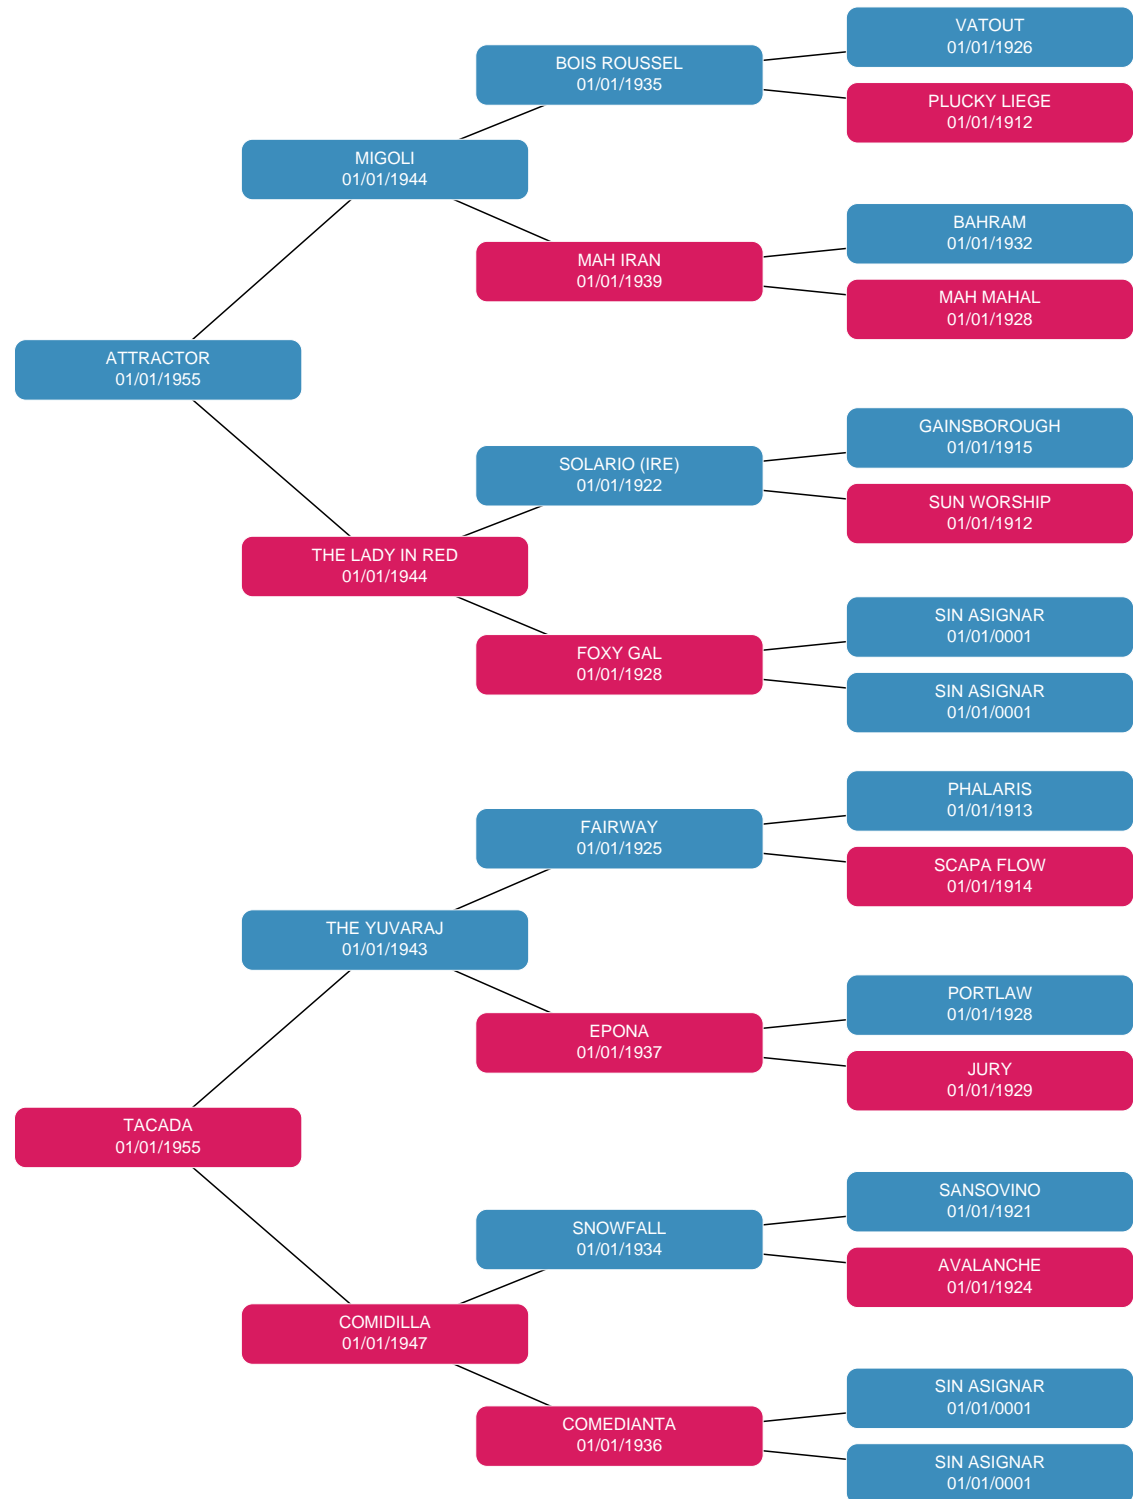 VATOUT
01/01/1926
BOIS ROUSSEL
01/01/1935
PLUCKY LIEGE
01/01/1912
MIGOLI
01/01/1944
BAHRAM
01/01/1932
MAH IRAN
01/01/1939
MAH MAHAL
01/01/1928
ATTRACTOR
01/01/1955
GAINSBOROUGH
01/01/1915
SOLARIO (IRE)
01/01/1922
SUN WORSHIP
01/01/1912
THE LADY IN RED
01/01/1944
SIN ASIGNAR
01/01/0001
FOXY GAL
01/01/1928
SIN ASIGNAR
01/01/0001
PHALARIS
01/01/1913
FAIRWAY
01/01/1925
SCAPA FLOW
01/01/1914
THE YUVARAJ
01/01/1943
PORTLAW
01/01/1928
EPONA
01/01/1937
JURY
01/01/1929
TACADA
01/01/1955
SANSOVINO
01/01/1921
SNOWFALL
01/01/1934
AVALANCHE
01/01/1924
COMIDILLA
01/01/1947
SIN ASIGNAR
01/01/0001
COMEDIANTA
01/01/1936
SIN ASIGNAR
01/01/0001